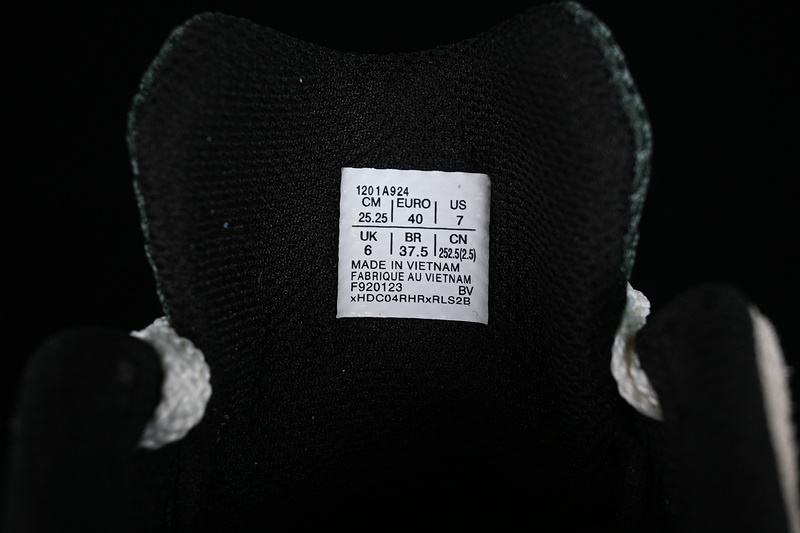 1201A924
CM EURO US
25.25 40 7
UK BR CN
6 37.5 252.5(2.5)
MADE IN VIETNAM
FABRIQUE AU VIETNAM
F920123 BV
xHDC04RHRxRLS2B